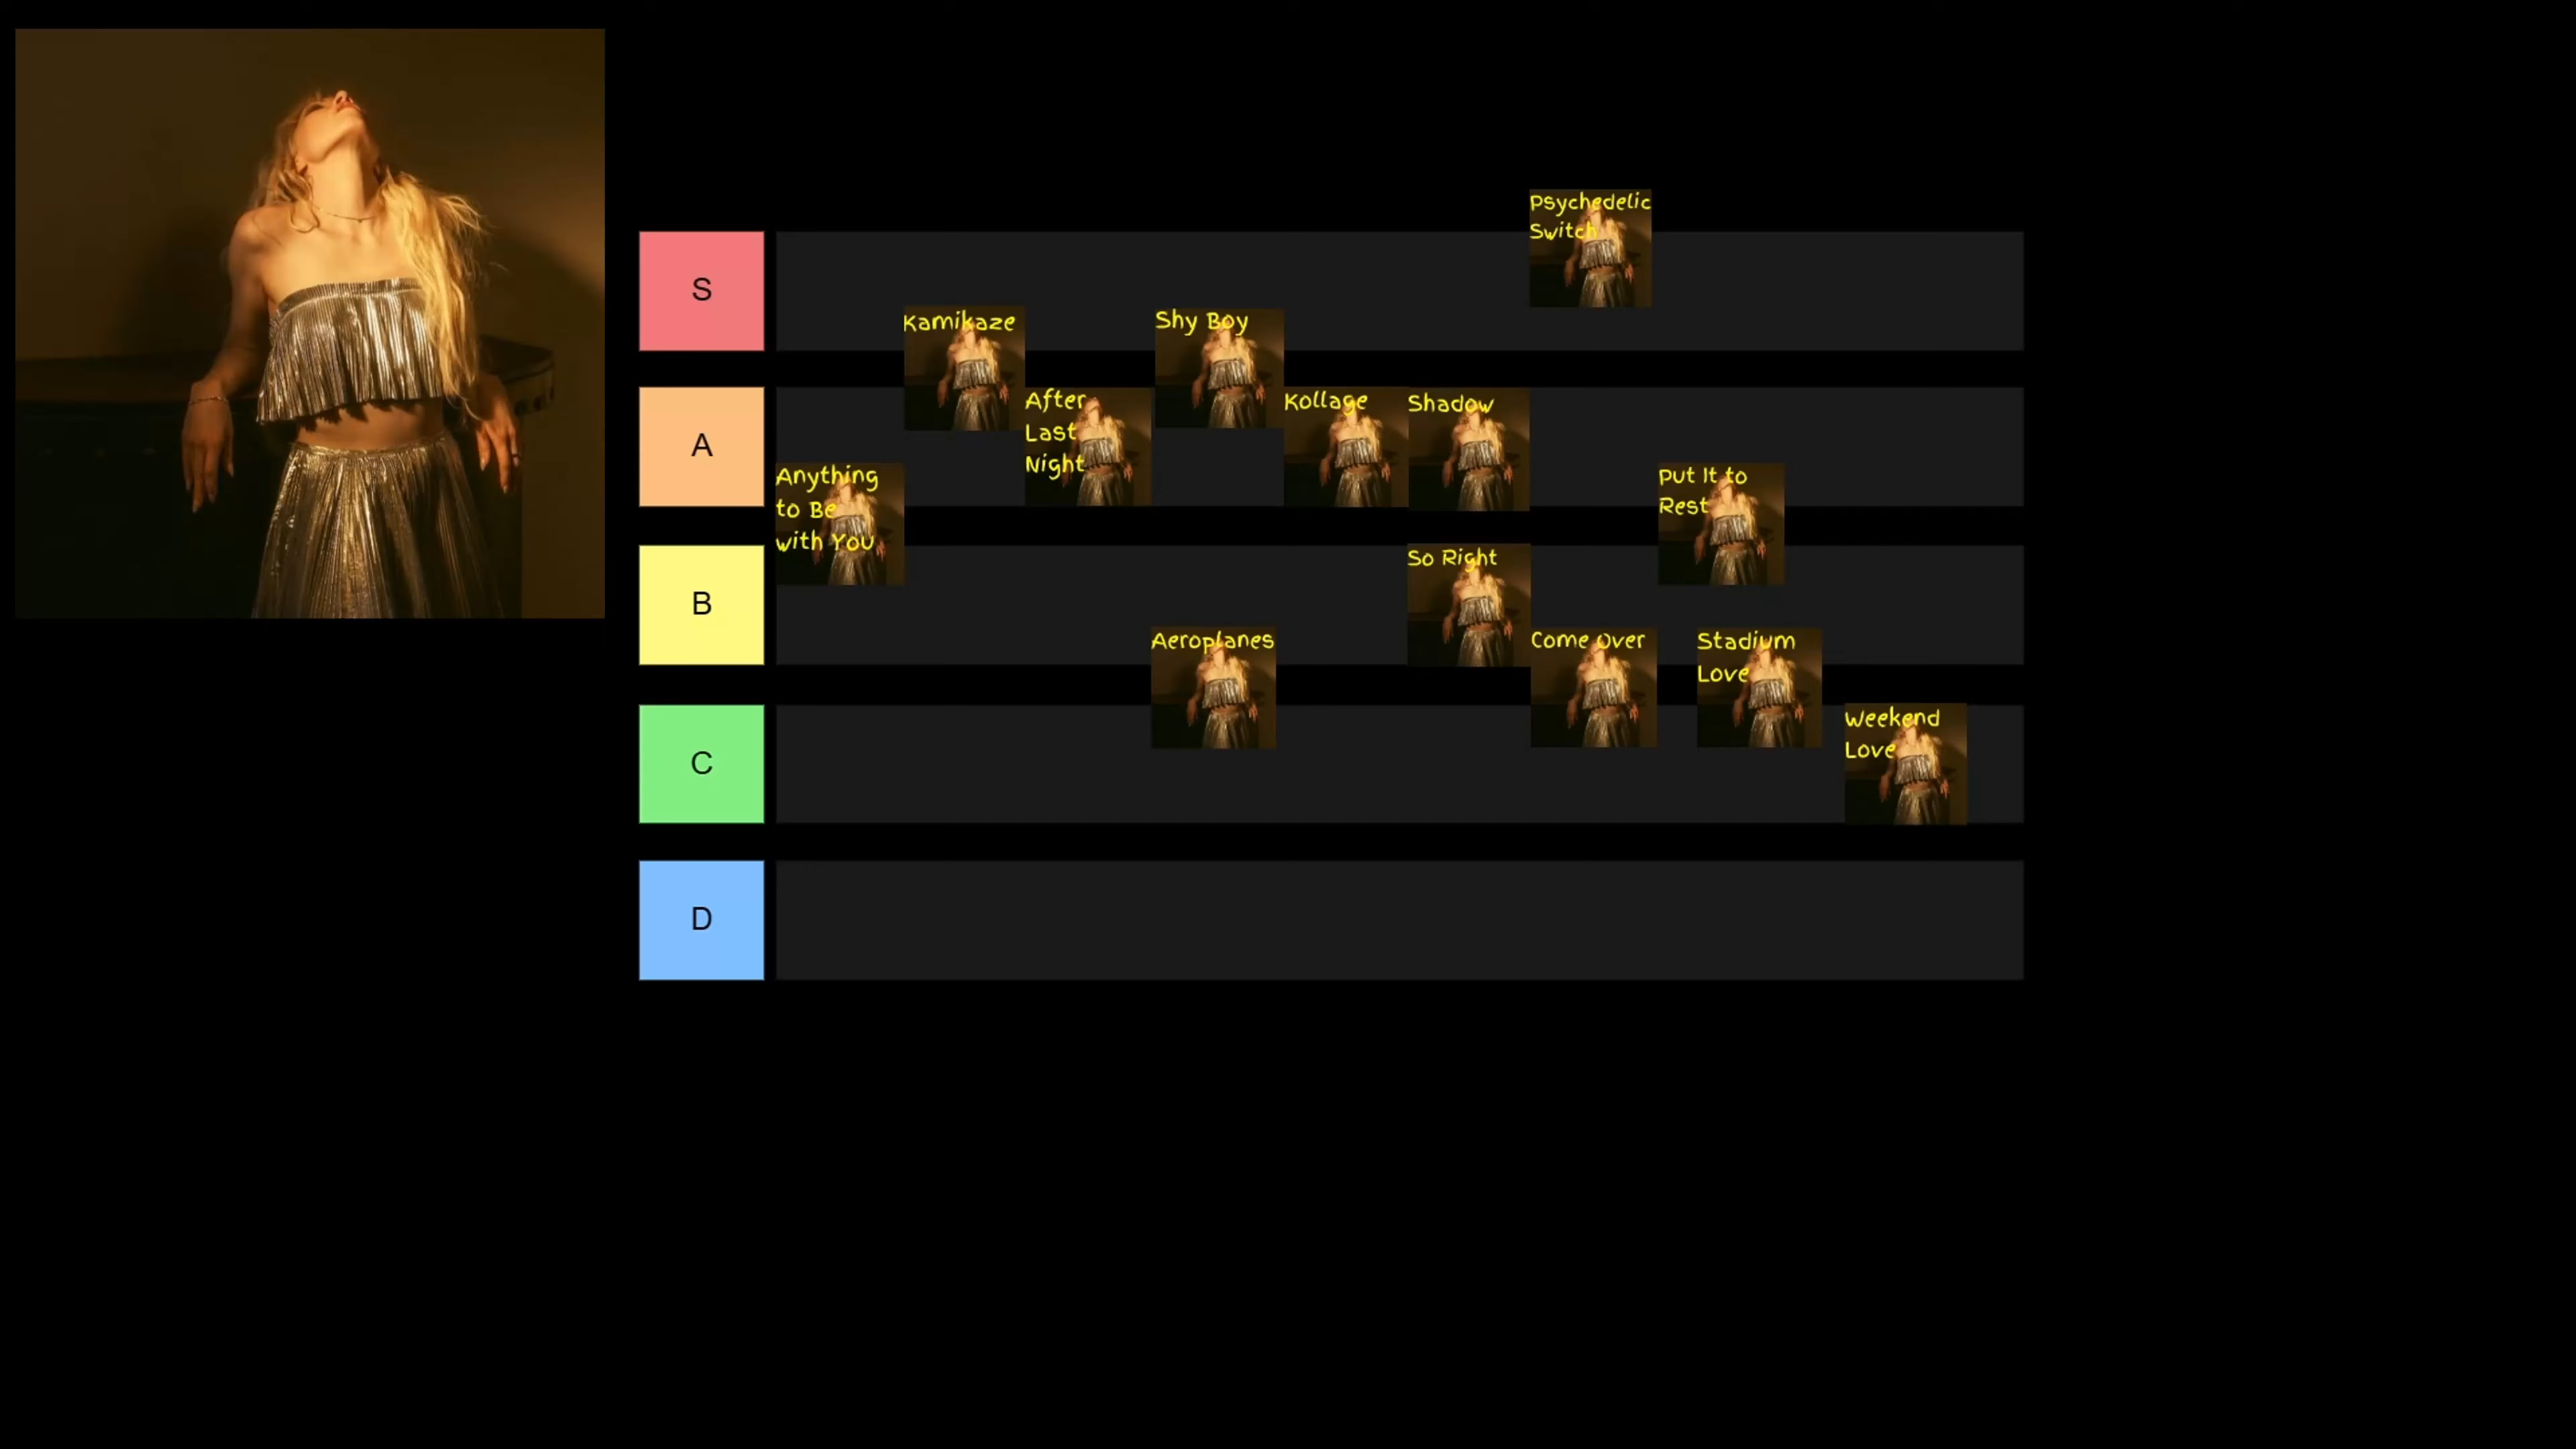 Psychedelic
Switch
S
Kamikaze
Shy Boy
After
Last
Night
Kollage
Shadow
A
Anything
to Be
with You
Put It to
Rest
So Right
B
Aeroplanes
Come Over
Stadium
Love
Weekend
Love
C
D